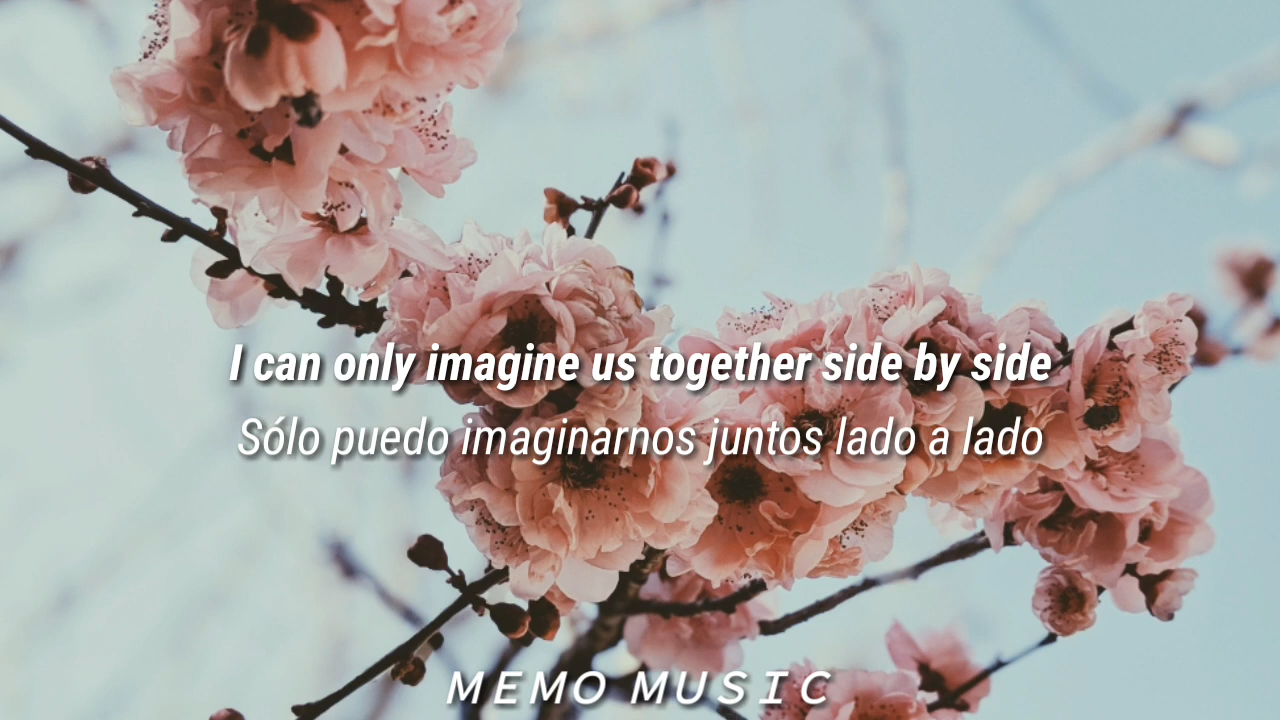 I can only imagine us together side by side
Sólo puedo imaginarnos juntos lado a lado
MEMO MUSIC